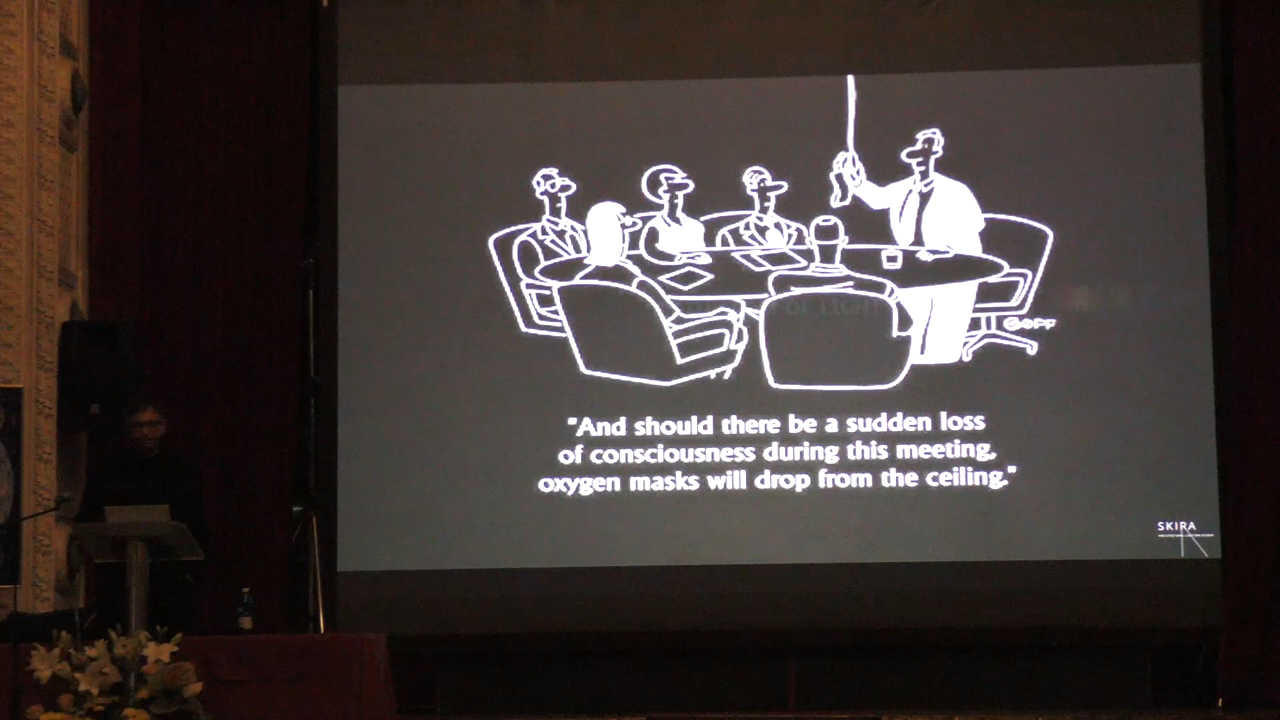 "And should there be a sudden loss
of consciousness during this meeting,
oxygen masks will drop from the ceiling."
GOFF
SKIRA